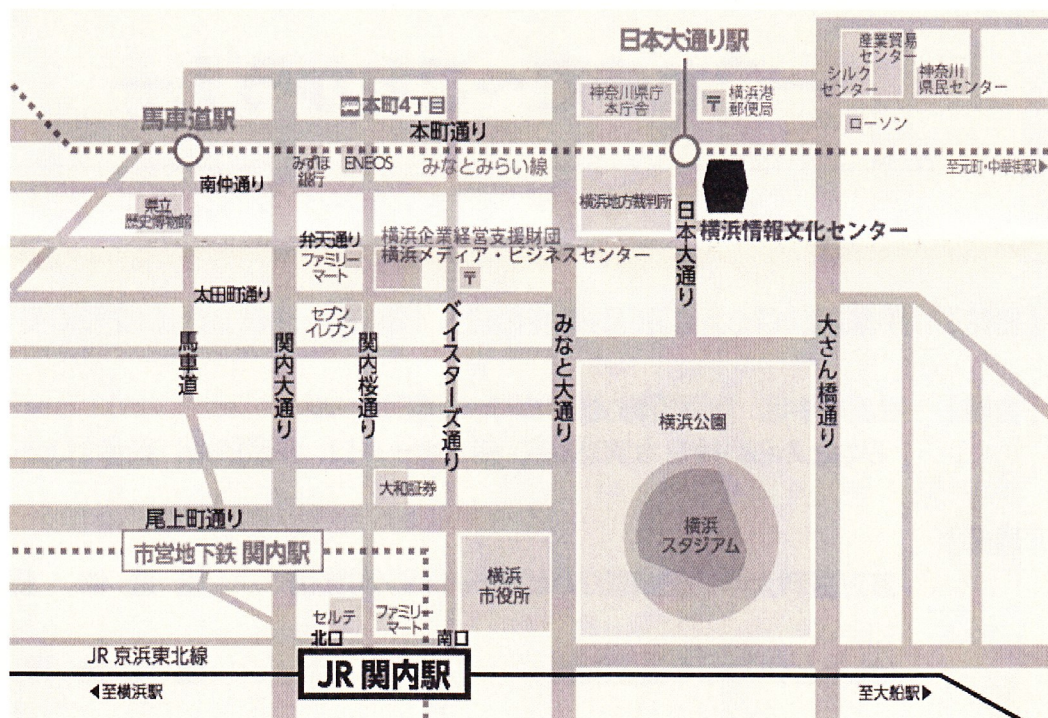 日本大通り駅
産業貿易
センター
シルク
センター
神奈川
県民センター
馬車道駅
本町4丁目
本町通り
神奈川県庁
本庁舎
〒
横浜港
郵便局
ローソン
みずほ
銀行
ENEOS
みなとみらい線
至元町・中華街駅▶
南仲通り
県立
歴史博物館
横浜地方裁判所
日本大通り
横浜情報文化センター
弁天通り
ファミリー
マート
横浜企業経営支援財団
横浜メディア・ビジネスセンター
〒
太田町通り
セブン
イレブン
馬車道
関内大通り
関内桜通り
ベイスターズ通り
みなと大通り
大さん橋通り
横浜公園
大和証券
尾上町通り
横浜
スタジアム
市営地下鉄 関内駅
横浜
市役所
セルテ
ファミリー
マート
北口
南口
JR 京浜東北線
JR 関内駅
◀至横浜駅
至大船駅▶